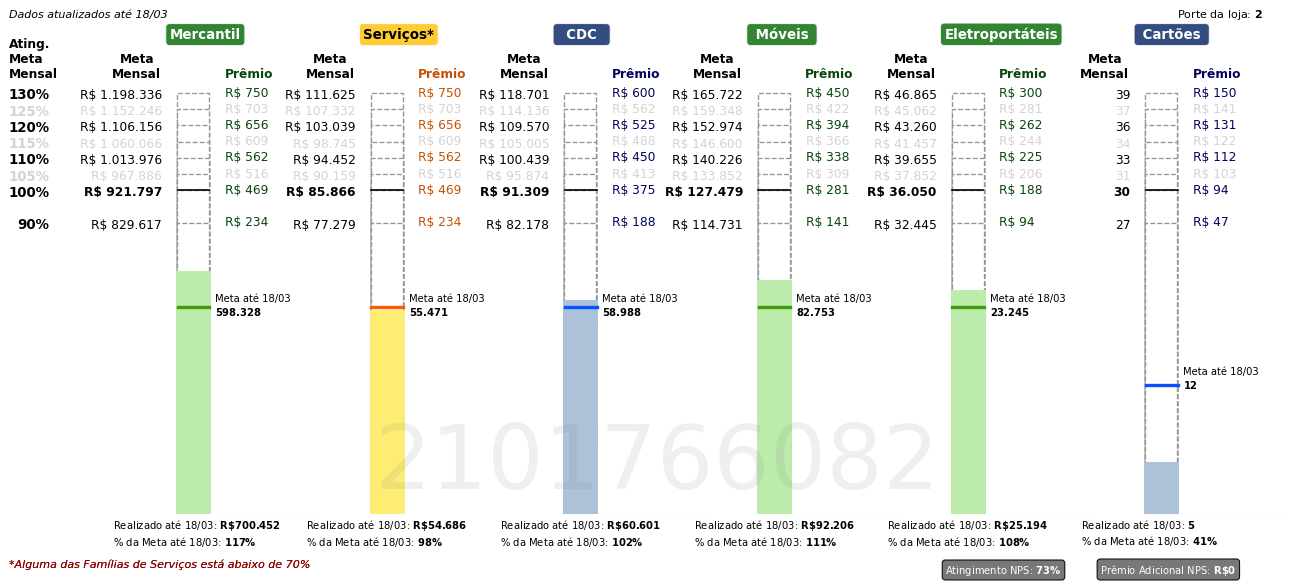 Dados atualizados até 18/03
Porte da loja: 2
Mercantil Serviços* CDC Móveis Eletroportáteis Cartões
Ating. Meta Mensal
Meta Mensal Prêmio Meta Mensal Prêmio Meta Mensal Prêmio Meta Mensal Prêmio Meta Mensal Prêmio Meta Mensal Prêmio
130% R$ 1.198.336 R$ 750 R$ 111.625 R$ 750 R$ 118.701 R$ 600 R$ 165.722 R$ 450 R$ 46.865 R$ 300 39 R$ 150
125% R$ 1.152.246 R$ 703 R$ 107.332 R$ 703 R$ 114.136 R$ 562 R$ 159.348 R$ 422 R$ 45.062 R$ 281 37 R$ 141
120% R$ 1.106.156 R$ 656 R$ 103.039 R$ 656 R$ 109.570 R$ 525 R$ 152.974 R$ 394 R$ 43.260 R$ 262 36 R$ 131
115% R$ 1.060.066 R$ 609 R$ 98.745 R$ 609 R$ 105.005 R$ 488 R$ 146.600 R$ 366 R$ 41.457 R$ 244 34 R$ 122
110% R$ 1.013.976 R$ 562 R$ 94.452 R$ 562 R$ 100.439 R$ 450 R$ 140.226 R$ 338 R$ 39.655 R$ 225 33 R$ 112
105% R$ 967.886 R$ 516 R$ 90.159 R$ 516 R$ 95.874 R$ 413 R$ 133.852 R$ 309 R$ 37.852 R$ 206 31 R$ 103
100% R$ 921.797 R$ 469 R$ 85.866 R$ 469 R$ 91.309 R$ 375 R$ 127.479 R$ 281 R$ 36.050 R$ 188 30 R$ 94
90% R$ 829.617 R$ 234 R$ 77.279 R$ 234 R$ 82.178 R$ 188 R$ 114.731 R$ 141 R$ 32.445 R$ 94 27 R$ 47
Meta até 18/03 Meta até 18/03 Meta até 18/03 Meta até 18/03 Meta até 18/03
598.328 55.471 58.988 82.753 23.245
Meta até 18/03
12
2101766082
Realizado até 18/03: R$700.452 Realizado até 18/03: R$54.686 Realizado até 18/03: R$60.601 Realizado até 18/03: R$92.206 Realizado até 18/03: R$25.194 Realizado até 18/03: 5
% da Meta até 18/03: 117% % da Meta até 18/03: 98% % da Meta até 18/03: 102% % da Meta até 18/03: 111% % da Meta até 18/03: 108% % da Meta até 18/03: 41%
*Alguma das Famílias de Serviços está abaixo de 70%
Atingimento NPS: 73% Prêmio Adicional NPS: R$0